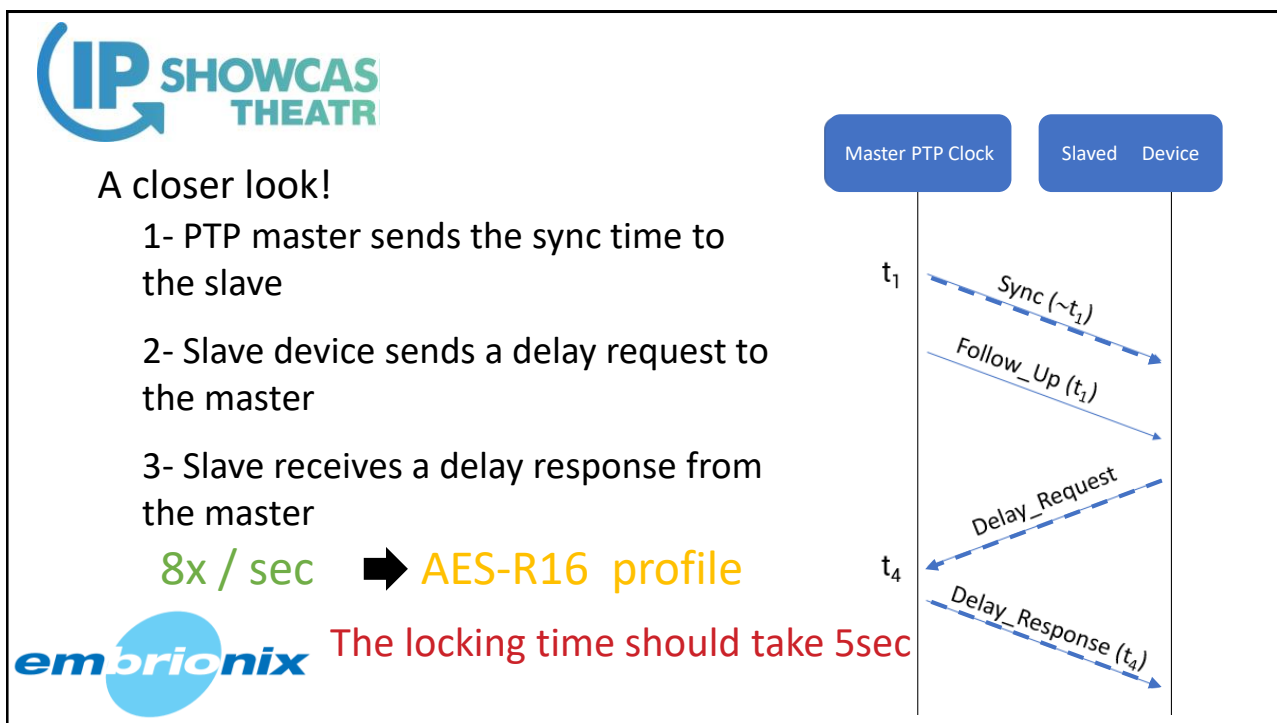 IP SHOWCAS
THEATR
A closer look!
1- PTP master sends the sync time to
the slave
2- Slave device sends a delay request to
the master
3- Slave receives a delay response from
the master
8x / sec AES-R16 profile
The locking time should take 5sec
embrionix
Master PTP Clock
Slaved Device
t₁
Sync (~t₁)
Follow_Up (t₁)
Delay_Request
t₄
Delay_Response (t₄)